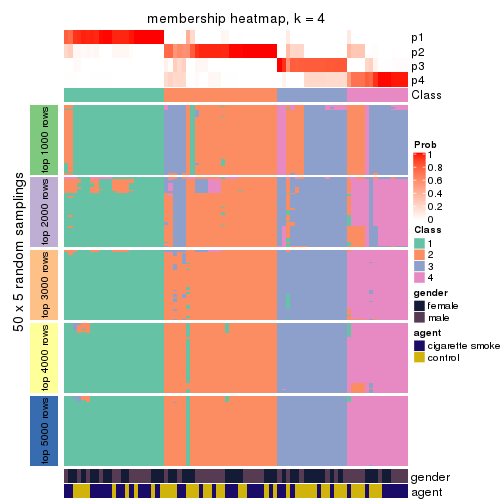 membership heatmap, k = 4
p1
p2
p3
p4
Class
50 x 5 random samplings
top 1000 rows
top 2000 rows
top 3000 rows
top 4000 rows
top 5000 rows
Prob
1
0.8
0.6
0.4
0.2
0
Class
1
2
3
4
gender
female
male
agent
cigarette smoke
control
gender
agent